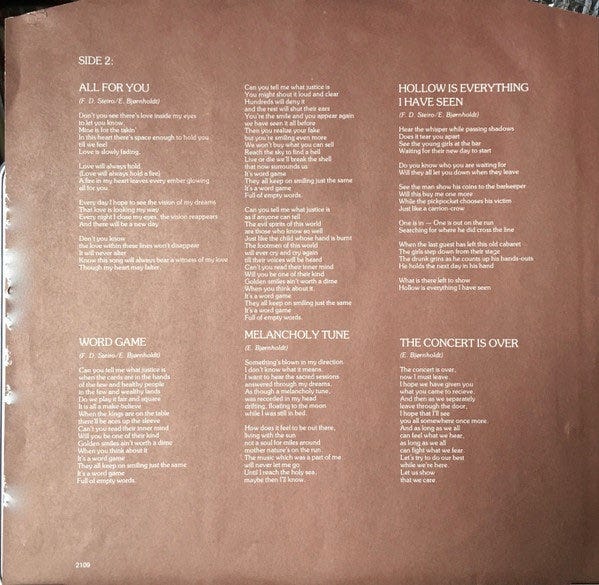 SIDE 2:
ALL FOR YOU
(F. D. Steiro/E. Bjørnholdt)
Don't you see there's love inside my eyes
to let you know.
Mine is for the takin'
In this heart there's space enough to hold you
till we feel
Love is slowly fading.
Love will always hold
(Love will always hold a fire)
A fire in my heart leaves every ember glowing
all for you.
Every day I hope to see the vision of my dreams
That love is looking my way
Every night I close my eyes, the vision reappears
And there will be a new day.
Don't you know
the love within these lines won't disappear
It will never alter
Know this song will always bear a witness of my love
Though my heart may falter.
WORD GAME
(F. D. Steiro/E. Bjørnholdt)
Can you tell me what justice is
when the cards are in the hands
of the few and healthy people
in the few and wealthy lands
Do we play it fair and square
It is all a make-believe
When the kings are on the table
there'll be aces up the sleeve
Can't you read their inner mind
Will you be one of their kind
Golden smiles ain't worth a dime
When you think about it
It's a word game
They all keep on smiling just the same
It's a word game
Full of empty words.
Can you tell me what justice is
You might shout it loud and clear
Hundreds will deny it
and the rest will shut their ears
You're the smile and you appear again
we have seen it all before
Then you realize your fake
but you're smiling even more
We won't buy what you can sell
Reach the sky to find a hell
Live or die we'll break the shell
that now surrounds us
It's a word game
They all keep on smiling just the same
It's a word game
Full of empty words.
Can you tell me what justice is
as if anyone can tell
The evil spirits of this world
are those who know so well
Just like the child whose hand is burnt
The footmen of this world
will ever cry and cry again
till their voices will be heard
Can't you read their inner mind
Will you be one of their kind
Golden smiles ain't worth a dime
When you think about it.
It's a word game
They all keep on smiling just the same
It's a word game.
Full of empty words.
MELANCHOLY TUNE
(E. Bjørnholdt)
Something's blown in my direction
I don't know what it means.
I want to hear the sacred sessions
answered through my dreams.
As though a melancholy tune,
was recorded in my head
drifting, floating to the moon
while I was still in bed.
How does it feel to be out there,
living with the sun
not a soul for miles around
mother nature's on the run
The music which was a part of me
will never let me go
Until I reach the holy sea,
maybe then I'll know.
HOLLOW IS EVERYTHING
I HAVE SEEN
(F. D. Steiro/E. Bjørnholdt)
Hear the whisper while passing shadows
Does it tear you apart
See the young girls at the bar
Waiting for their new day to start
Do you know who you are waiting for
Will they all let you down when they leave
See the man show his coins to the barkeeper
Will this buy me one more
While the pickpocket chooses his victim
Just like a carrion-crow
One is in — One is out on the run
Searching for where he did cross the line
When the last guest has left this old cabaret
The girls step down from their stage
The drunk grins as he counts up his hands-outs
He holds the next day in his hand
What is there left to show
Hollow is everything I have seen
THE CONCERT IS OVER
(E. Bjørnholdt)
The concert is over,
now I must leave.
I hope we have given you
what you came to recieve.
And then as we separately
leave through the door,
I hope that I'll see
you all somewhere once more.
And as long as we all
can feel what we hear,
as long as we all
can fight what we fear.
Let's try to do our best
while we're here.
Let us show
that we care.
2109